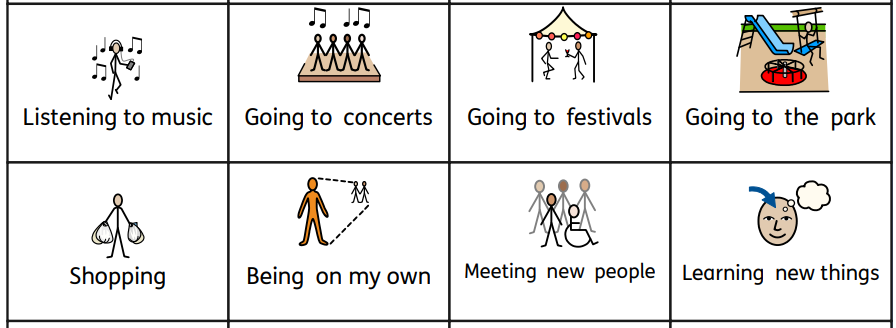 Listening to music
Going to concerts
Going to festivals
Going to the park
Shopping
Being on my own
Meeting new people
Learning new things